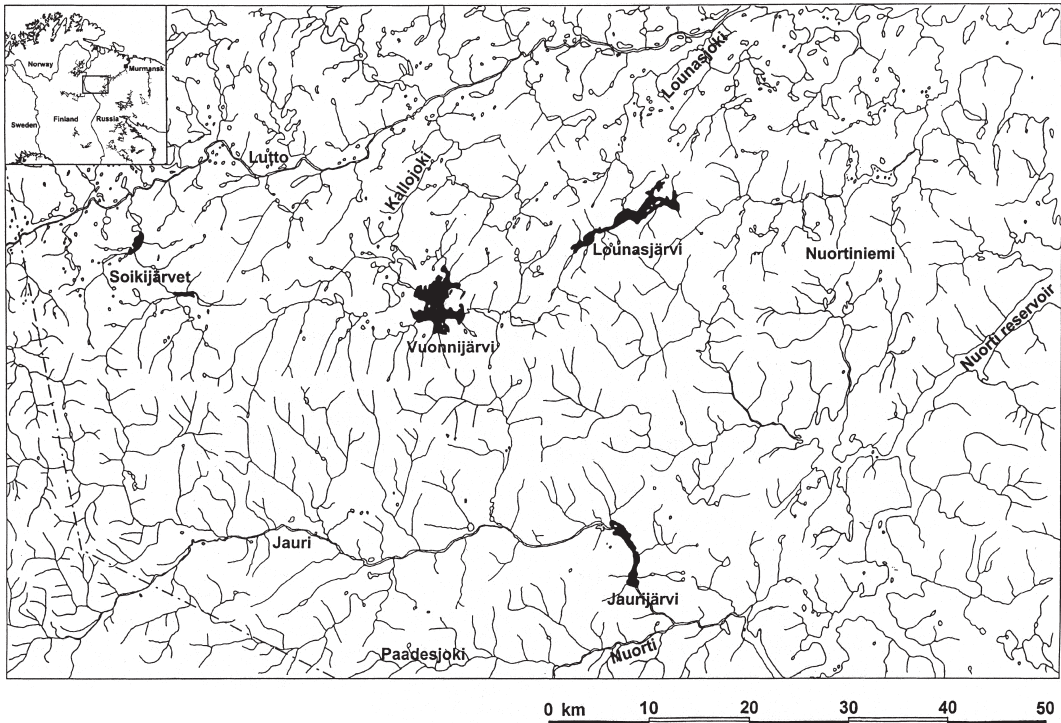 Norway
Murmansk
Sweden
Finland
Russia
Lounasjoki
Lutto
Kallojoki
Lounasjärvi
Nuortiniemi
Soikijärvet
Nuorti reservoir
Vuonnijärvi
Jauri
Jaurijärvi
Paadesjoki
Nuorti
0 km 10 20 30 40 50